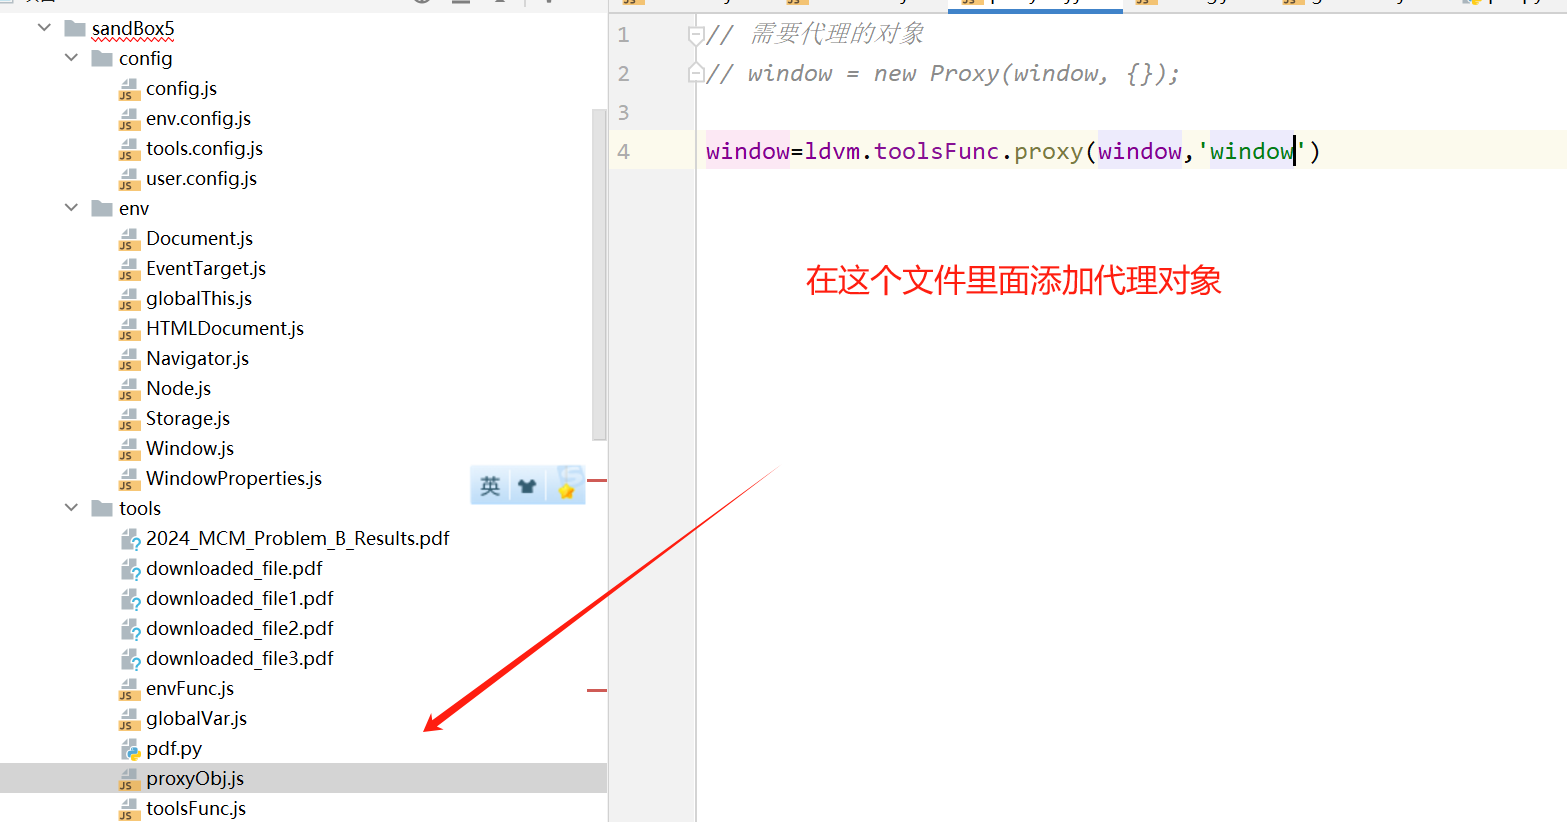 sandBox5
config
config.js
env.config.js
tools.config.js
user.config.js
env
Document.js
EventTarget.js
globalThis.js
HTMLDocument.js
Navigator.js
Node.js
Storage.js
Window.js
WindowProperties.js
tools
2024_MCM_Problem_B_Results.pdf
downloaded_file.pdf
downloaded_file1.pdf
downloaded_file2.pdf
downloaded_file3.pdf
envFunc.js
globalVar.js
pdf.py
proxyObj.js
toolsFunc.js
英
1 // 需要代理的对象
2 // window = new Proxy(window, {});
3
4 window=ldvm.toolsFunc.proxy(window,'window')
在这个文件里面添加代理对象